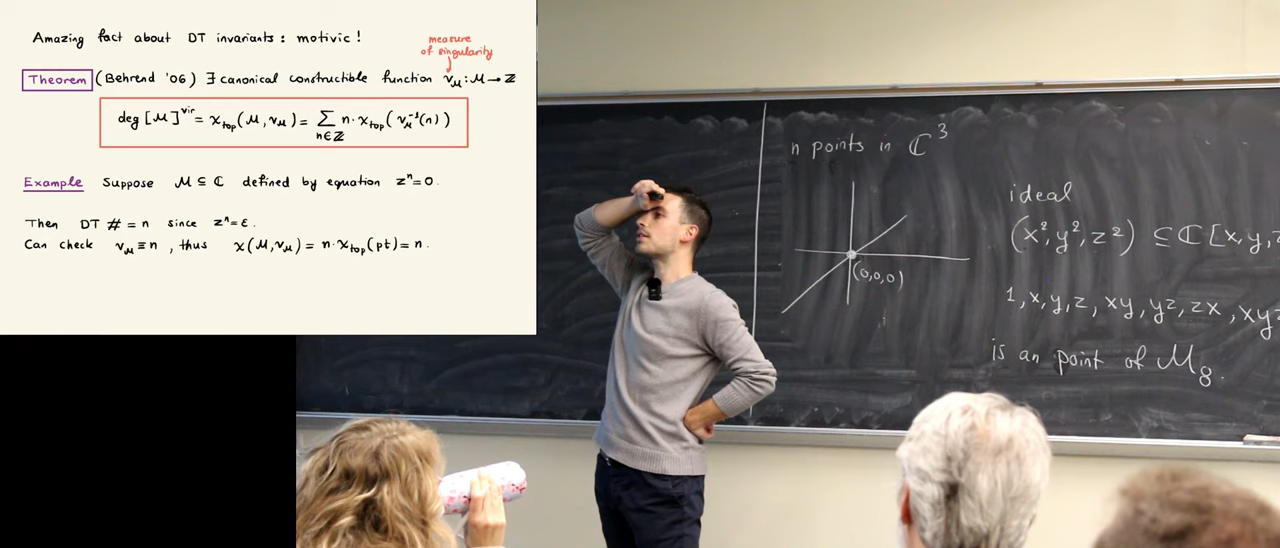 Amazing fact about DT invariants: motivic!
measure
of singularity
Theorem (Behrend '06) ∃ canonical constructible function ν_M : M → ℤ
deg [M]^vir = χ_top(M, ν_M) = Σ_{n∈ℤ} n · χ_top(ν_M^{-1}(n))
Example Suppose M ⊆ ℂ defined by equation z^n = 0.
Then DT # = n since z^n = ε.
Can check ν_M ≡ n, thus χ(M, ν_M) = n · χ_top(pt) = n.
n points in ℂ^3
(0,0,0)
ideal
(x^2, y^2, z^2) ⊆ ℂ[x, y,
1, x, y, z, xy, yz, zx, xyz
is an point of M_8.